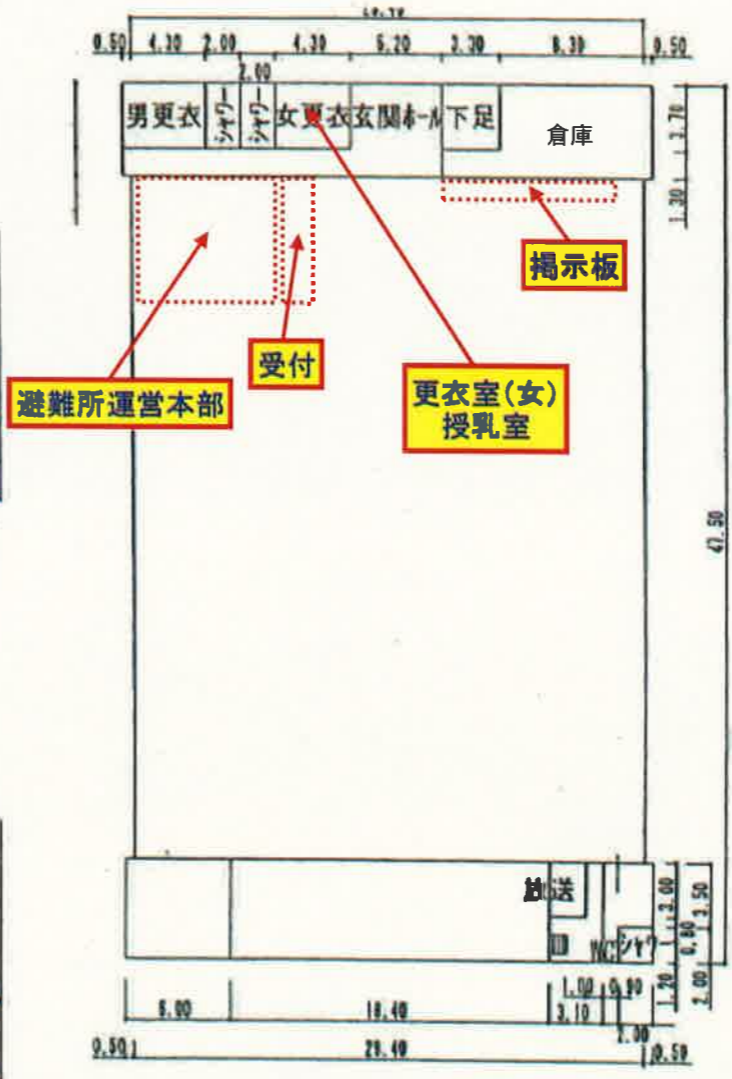 0.50 4.30 2.00 4.30 5.20 3.30 8.30 0.50
2.00
男更衣 シャワー シャワー 女更衣 玄関ホール 下足 倉庫
3.70
1.30
掲示板
受付
避難所運営本部
更衣室(女)
授乳室
47.50
放送
WC シャワ
3.00 3.50
0.80
1.20 2.00
1.00 0.90
6.00 18.40 3.10
2.00
0.50 29.40 0.50